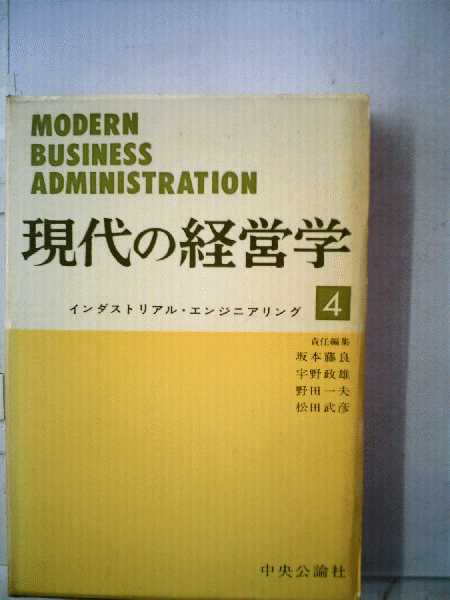 MODERN
BUSINESS
ADMINISTRATION
現代の経営学
インダストリアル・エンジニアリング 4
責任編集
坂本藤良
宇野政雄
野田一夫
松田武彦
中央公論社